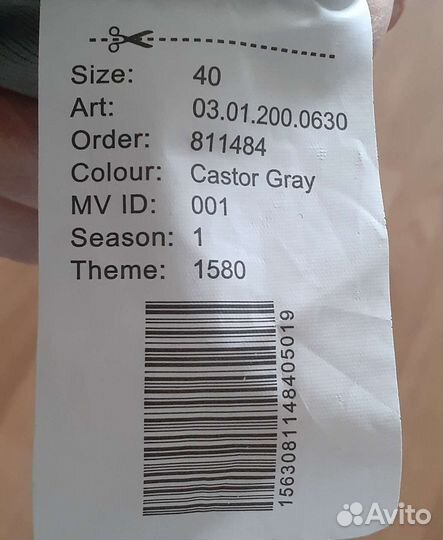 Size: 40
Art: 03.01.200.0630
Order: 811484
Colour: Castor Gray
MV ID: 001
Season: 1
Theme: 1580
1563081148405019
Avito